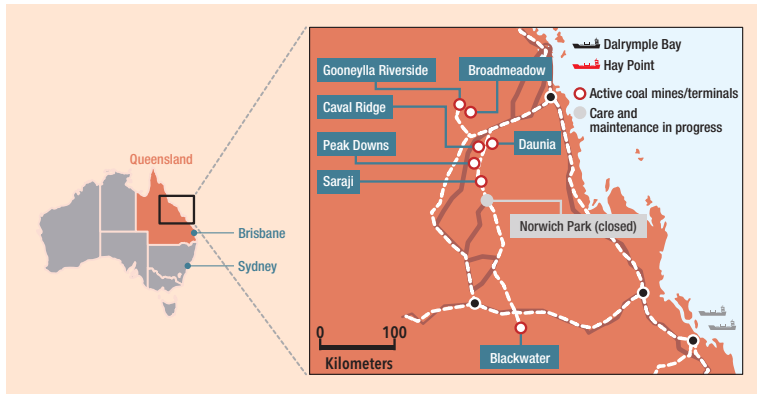 Queensland
Brisbane
Sydney
Dalrymple Bay
Hay Point
Active coal mines/terminals
Care and
maintenance in progress
Gooneylla Riverside
Broadmeadow
Caval Ridge
Peak Downs
Daunia
Saraji
Norwich Park (closed)
Blackwater
0
100
Kilometers